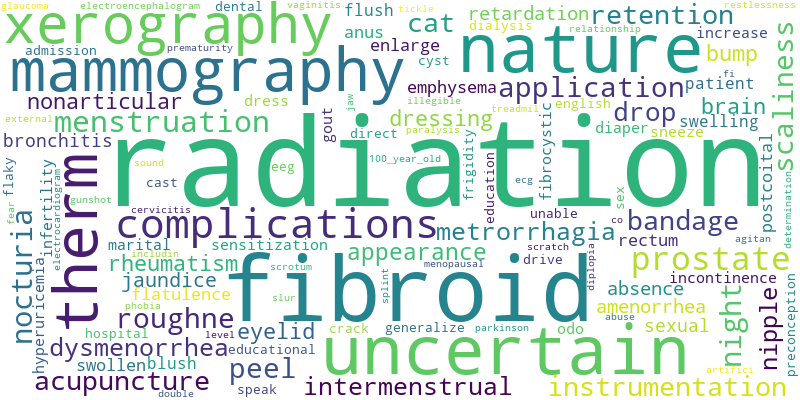 glaucoma electroencephalogram dental vaginitis tickle restlessness
xerography flush cat retardation retention relationship
admission prematurity anus enlarge dialysis nature increase
mammography cyst emphysema application bump patient scaliness
nonarticular dress illegible treadmill english drop brain
external menstruation gout jaw dressing direct paralysis fibrocystic diaper sneeze swelling
bronchitis radiation 100_year_old
flaky sound eeg frigidity sex postcoital
infertility electrocardiogram gunshot therm cast education ecg determination
fear nocturia cervicitis complications unable co bandage
hyperuricemia marital sensitization metrorrhagia scratch rectum agitan
includin rheumatism appearance drive prostate
phobia jaundice scrotum fibroid menopausal diplopia absence incontinence
flatulence slur splint abuse amenorrhea night nipple preconception
roughne level eyelid crack generalize parkinson odo sexual
hospital dysmenorrhea educational uncertain
swollen blush peel artifici
acupuncture double speak intermenstrual instrumentation
fi